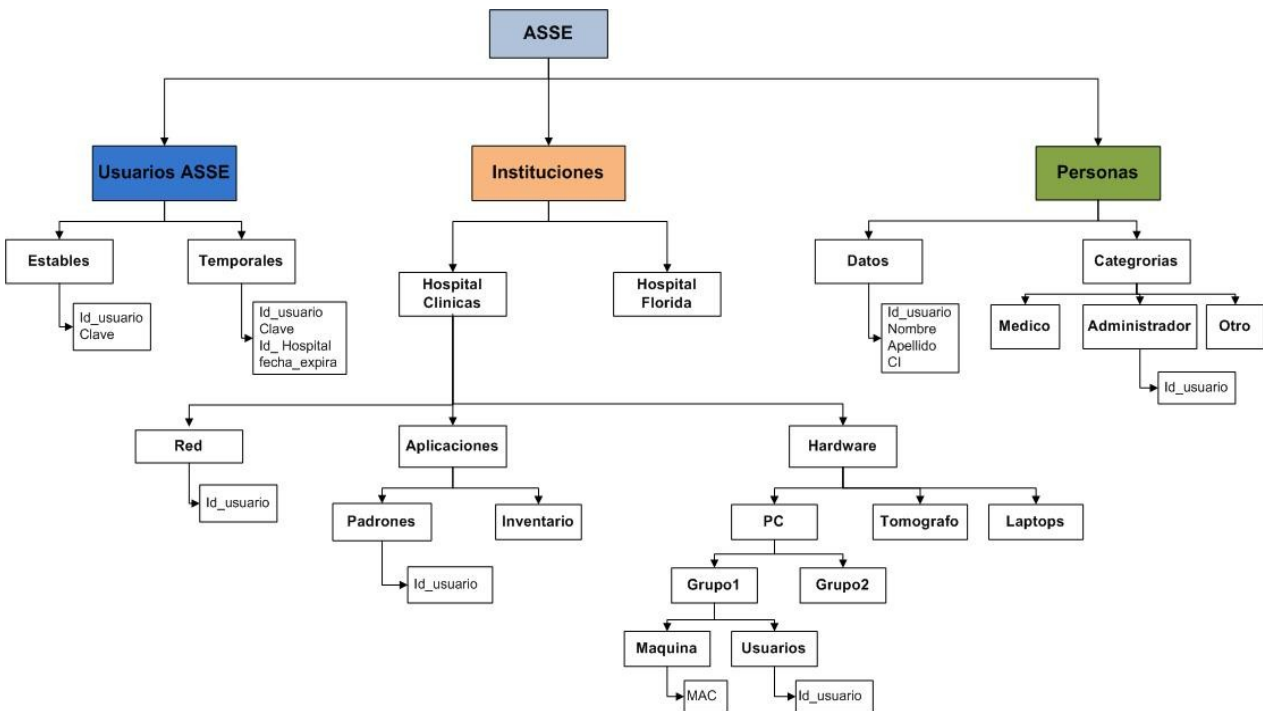 ASSE
Usuarios ASSE
Instituciones
Personas
Estables
Temporales
Hospital
Clinicas
Hospital
Florida
Datos
Categrorias
Id_usuario
Clave
Id_usuario
Clave
Id_ Hospital
fecha_expira
Id_usuario
Nombre
Apellido
CI
Medico
Administrador
Otro
Id_usuario
Red
Aplicaciones
Hardware
Id_usuario
Padrones
Inventario
PC
Tomografo
Laptops
Id_usuario
Grupo1
Grupo2
Maquina
Usuarios
MAC
Id_usuario